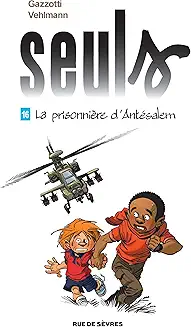 Gazzotti
Vehlmann
seuls
16 La prisonnière d'Antésalem
RUE DE SÈVRES